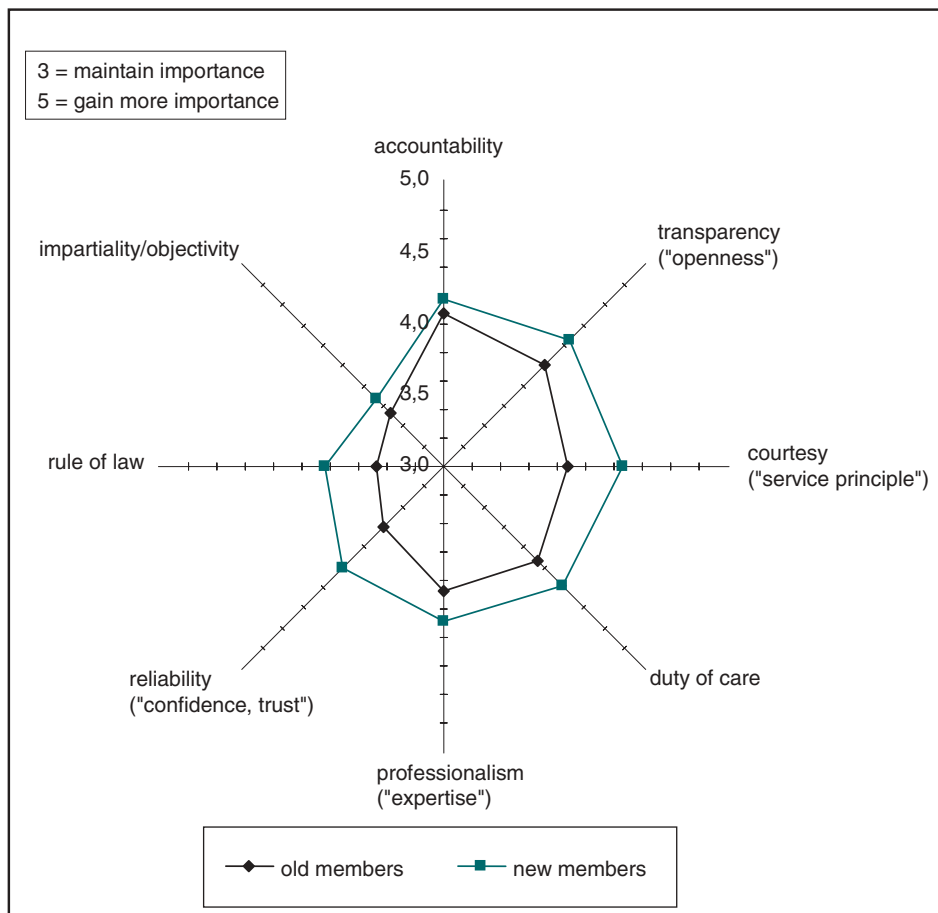 3 = maintain importance
5 = gain more importance
accountability
5,0
transparency
("openness")
impartiality/objectivity
4,5
4,0
3,5
rule of law
3,0
courtesy
("service principle")
reliability
("confidence, trust")
duty of care
professionalism
("expertise")
old members
new members